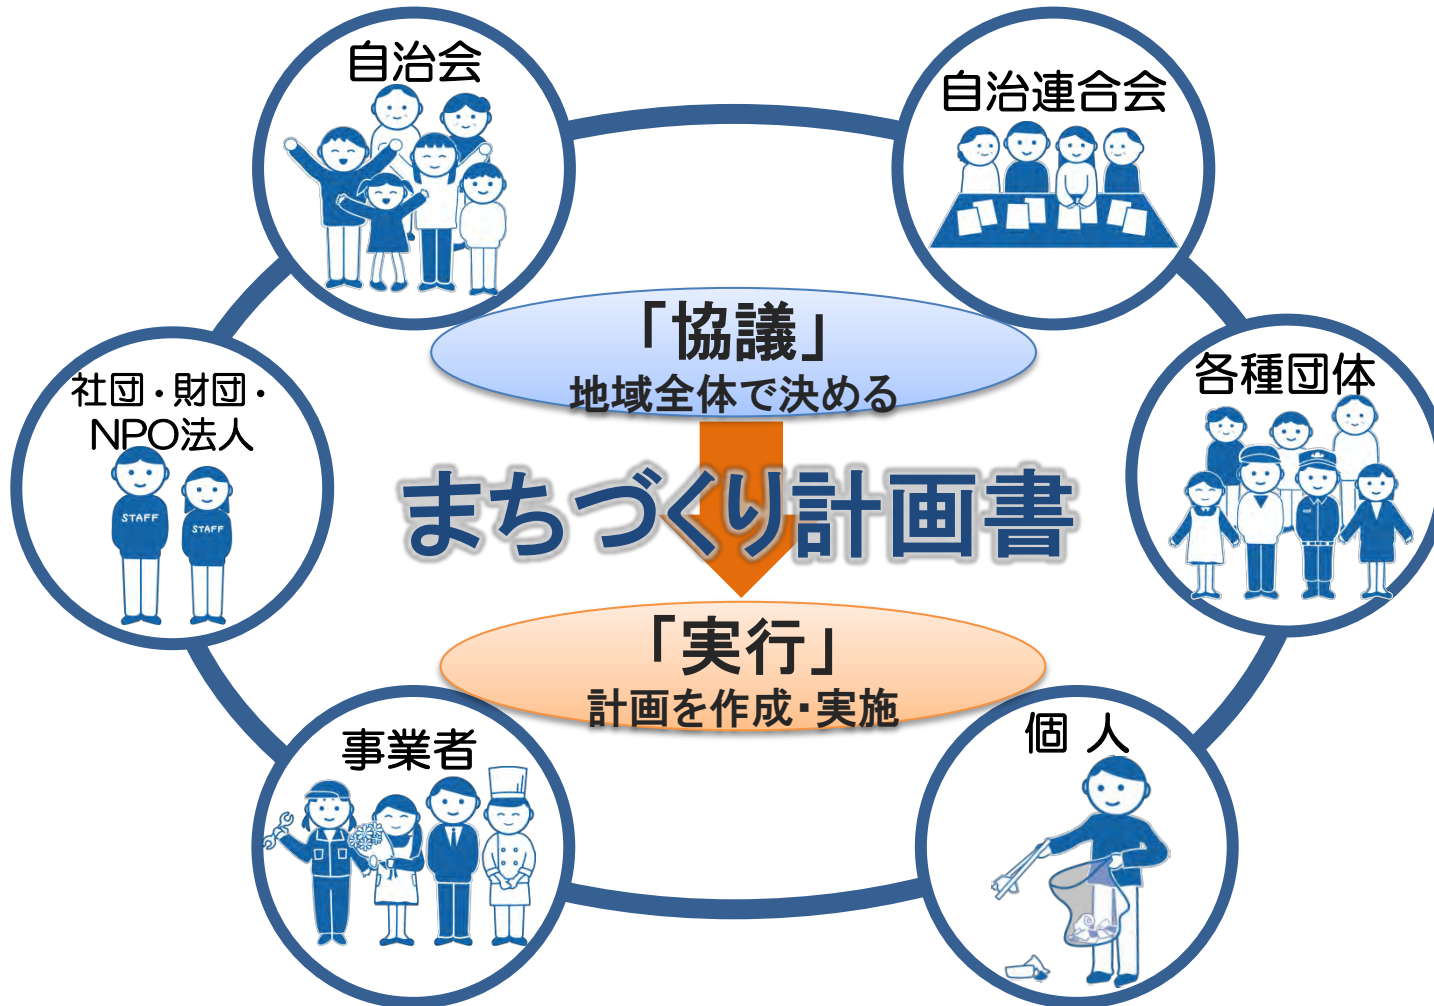 自治会
自治連合会
「協議」
地域全体で決める
社団・財団・
NPO法人
STAFF
STAFF
各種団体
まちづくり計画書
「実行」
計画を作成・実施
事業者
個 人